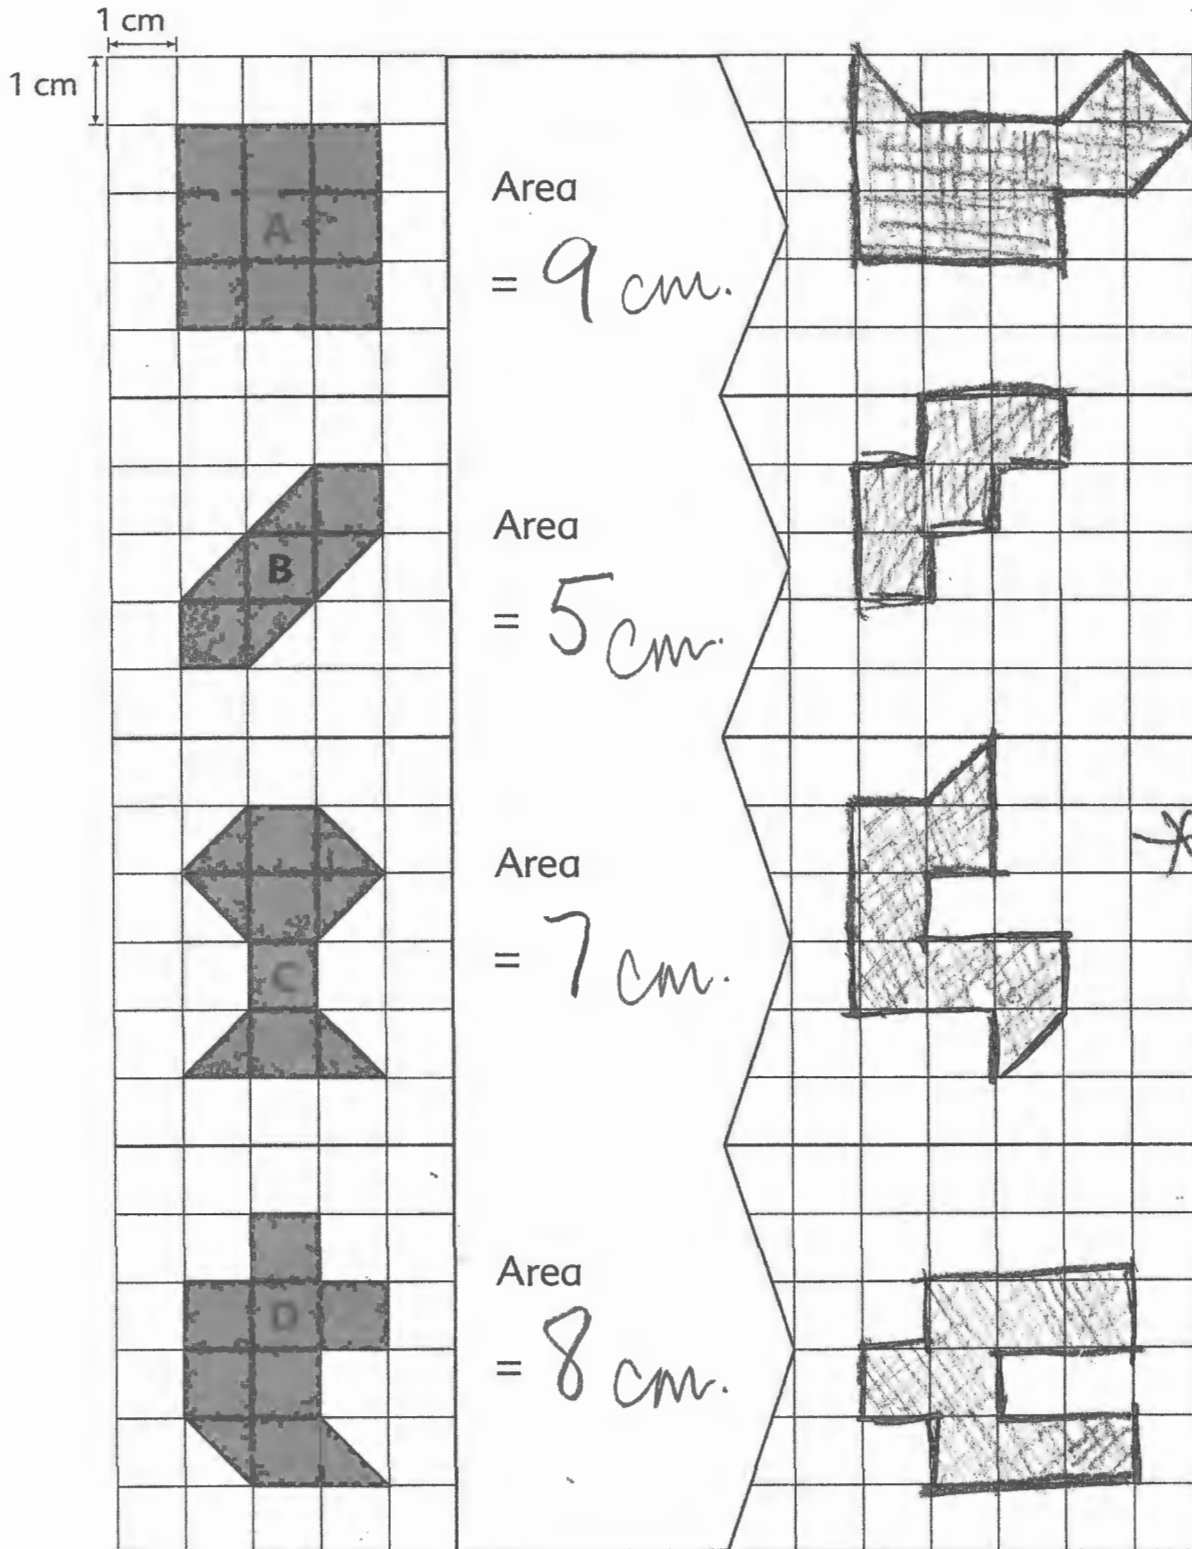 1 cm
1 cm
A
Area
= 9 cm.
B
Area
= 5 cm.
C
Area
= 7 cm.
D
Area
= 8 cm.